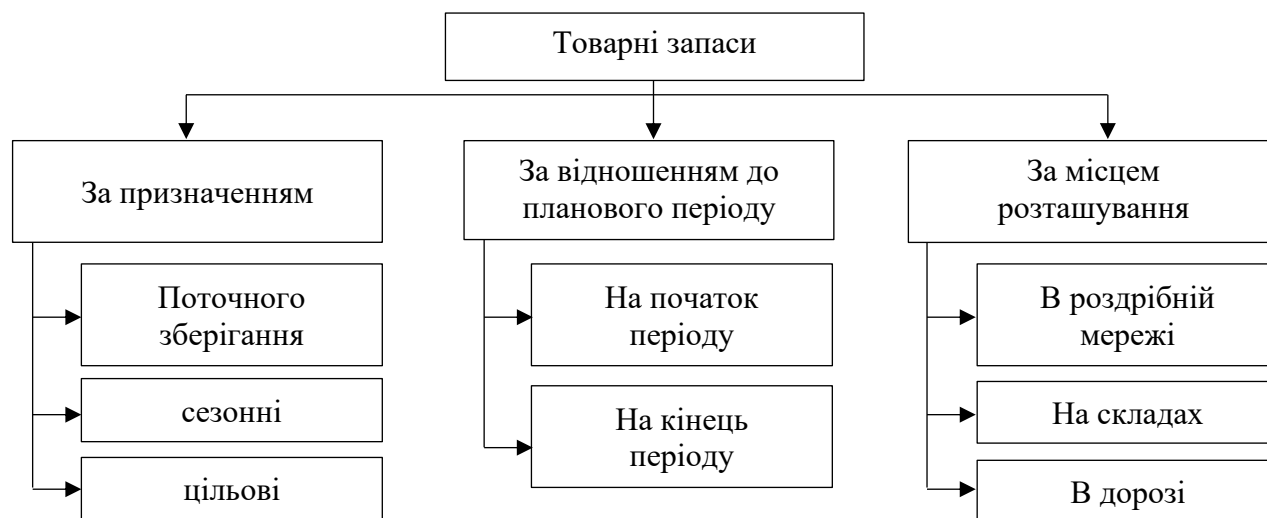 Товарні запаси
За призначенням
Поточного
зберігання
сезонні
цільові
За відношенням до
планового періоду
На початок
періоду
На кінець
періоду
За місцем
розташування
В роздрібній
мережі
На складах
В дорозі